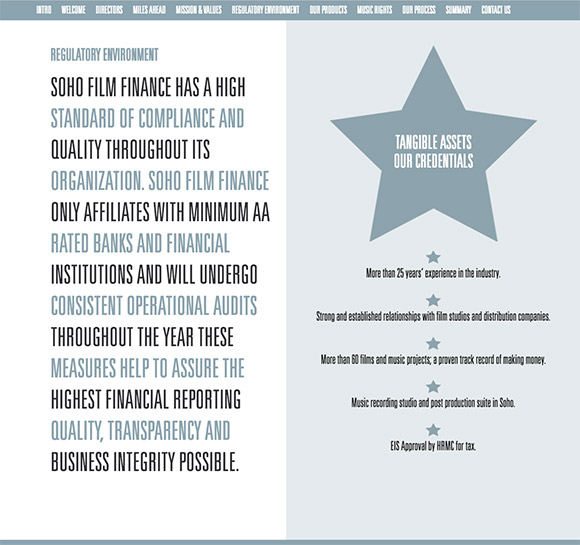 INTRO WELCOME DIRECTORS MILES AHEAD MISSION & VALUES REGULATORY ENVIRONMENT OUR PRODUCTS MUSIC RIGHTS OUR PROCESS SUMMARY CONTACT US
REGULATORY ENVIRONMENT
SOHO FILM FINANCE HAS A HIGH
STANDARD OF COMPLIANCE AND
QUALITY THROUGHOUT ITS
ORGANIZATION. SOHO FILM FINANCE
ONLY AFFILIATES WITH MINIMUM AA
RATED BANKS AND FINANCIAL
INSTITUTIONS AND WILL UNDERGO
CONSISTENT OPERATIONAL AUDITS
THROUGHOUT THE YEAR THESE
MEASURES HELP TO ASSURE THE
HIGHEST FINANCIAL REPORTING
QUALITY, TRANSPARENCY AND
BUSINESS INTEGRITY POSSIBLE.
TANGIBLE ASSETS
OUR CREDENTIALS
More than 25 years' experience in the industry.
Strong and established relationships with film studios and distribution companies.
More than 60 films and music projects; a proven track record of making money.
Music recording studio and post production suite in Soho.
EIS Approval by HRMC for tax.